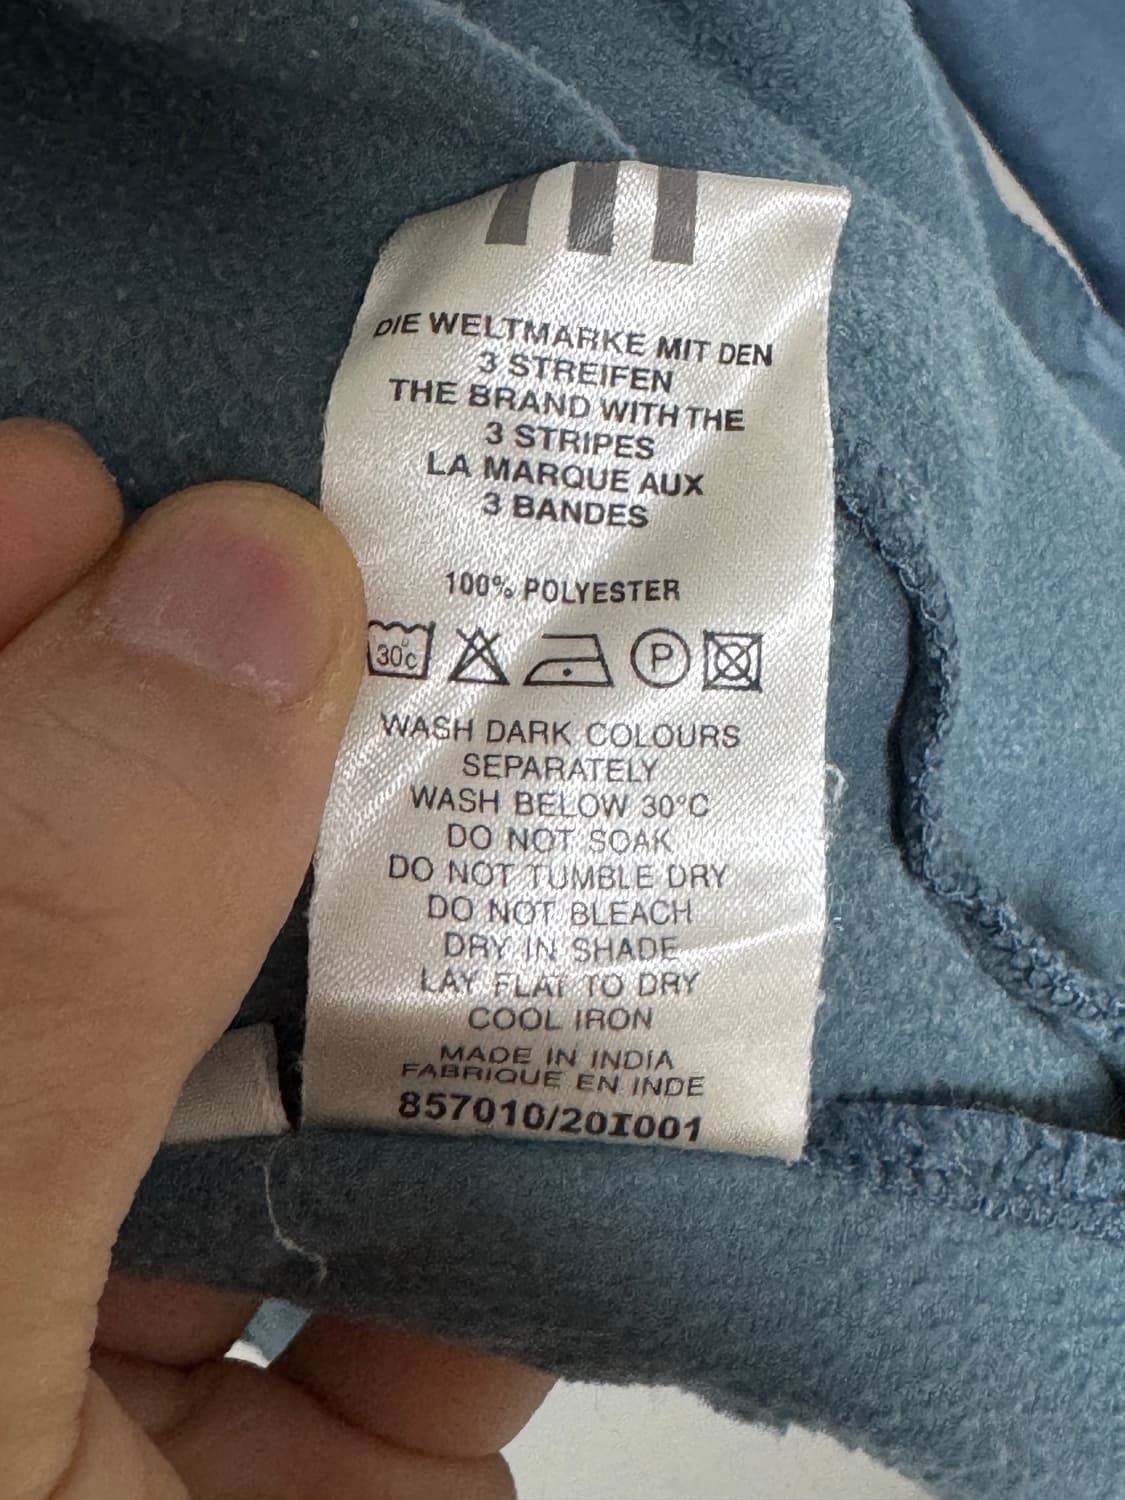 DIE WELTMARKE MIT DEN
3 STREIFEN
THE BRAND WITH THE
3 STRIPES
LA MARQUE AUX
3 BANDES
100% POLYESTER
30°C P
WASH DARK COLOURS
SEPARATELY
WASH BELOW 30°C
DO NOT SOAK
DO NOT TUMBLE DRY
DO NOT BLEACH
DRY IN SHADE
LAY FLAT TO DRY
COOL IRON
MADE IN INDIA
FABRIQUE EN INDE
857010/20I001